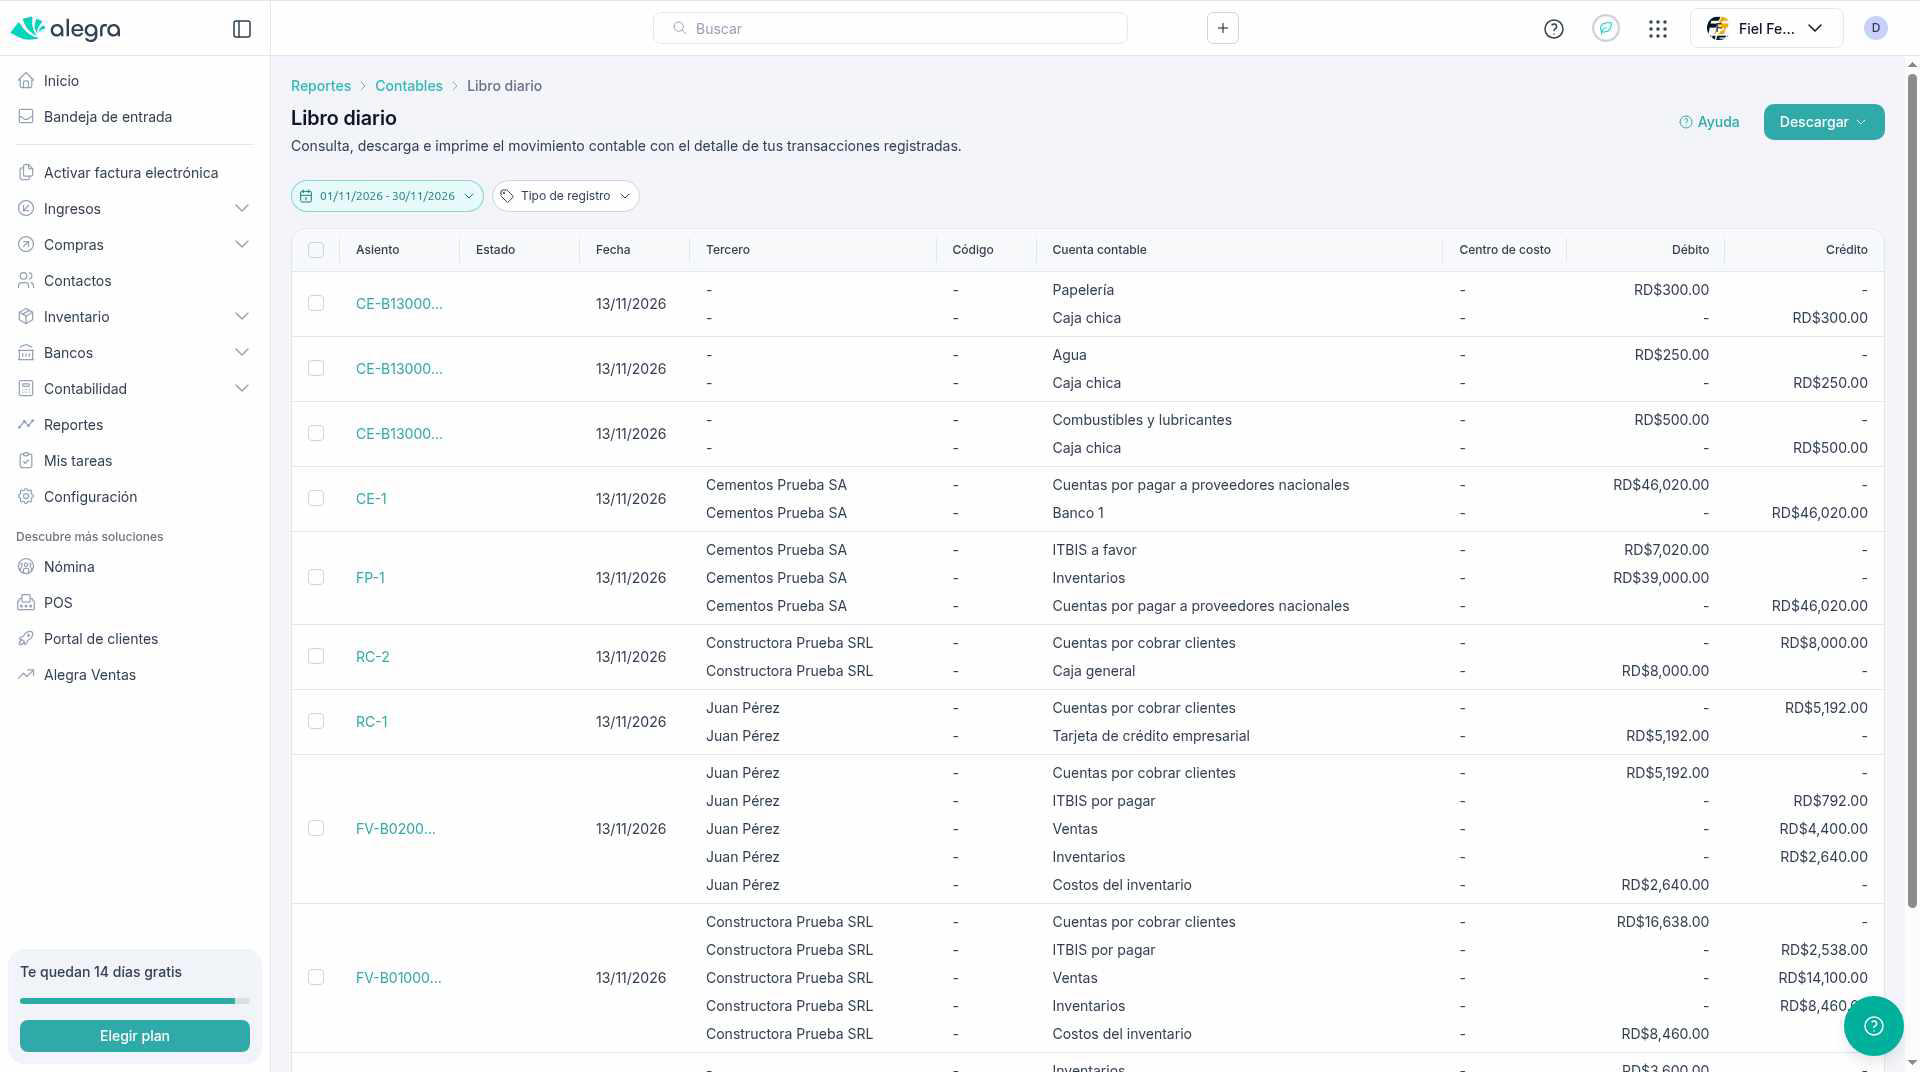 alegra
Buscar
Fiel Fe...
D
Inicio
Bandeja de entrada
Activar factura electrónica
Ingresos
Compras
Contactos
Inventario
Bancos
Contabilidad
Reportes
Mis tareas
Configuración
Descubre más soluciones
Nómina
POS
Portal de clientes
Alegra Ventas
Te quedan 14 días gratis
Elegir plan
Reportes > Contables > Libro diario
Libro diario
Consulta, descarga e imprime el movimiento contable con el detalle de tus transacciones registradas.
Ayuda
Descargar
01/11/2026 - 30/11/2026
Tipo de registro
Asiento Estado Fecha Tercero Código Cuenta contable Centro de costo Débito Crédito
CE-B13000... 13/11/2026
- - Papelería - RD$300.00 -
- - Caja chica - - RD$300.00
CE-B13000... 13/11/2026
- - Agua - RD$250.00 -
- - Caja chica - - RD$250.00
CE-B13000... 13/11/2026
- - Combustibles y lubricantes - RD$500.00 -
- - Caja chica - - RD$500.00
CE-1 13/11/2026
Cementos Prueba SA - Cuentas por pagar a proveedores nacionales - RD$46,020.00 -
Cementos Prueba SA - Banco 1 - - RD$46,020.00
FP-1 13/11/2026
Cementos Prueba SA - ITBIS a favor - RD$7,020.00 -
Cementos Prueba SA - Inventarios - RD$39,000.00 -
Cementos Prueba SA - Cuentas por pagar a proveedores nacionales - - RD$46,020.00
RC-2 13/11/2026
Constructora Prueba SRL - Cuentas por cobrar clientes - - RD$8,000.00
Constructora Prueba SRL - Caja general - RD$8,000.00 -
RC-1 13/11/2026
Juan Pérez - Cuentas por cobrar clientes - - RD$5,192.00
Juan Pérez - Tarjeta de crédito empresarial - RD$5,192.00 -
FV-B0200... 13/11/2026
Juan Pérez - Cuentas por cobrar clientes - RD$5,192.00 -
Juan Pérez - ITBIS por pagar - - RD$792.00
Juan Pérez - Ventas - - RD$4,400.00
Juan Pérez - Inventarios - - RD$2,640.00
Juan Pérez - Costos del inventario - RD$2,640.00 -
FV-B01000... 13/11/2026
Constructora Prueba SRL - Cuentas por cobrar clientes - RD$16,638.00 -
Constructora Prueba SRL - ITBIS por pagar - - RD$2,538.00
Constructora Prueba SRL - Ventas - - RD$14,100.00
Constructora Prueba SRL - Inventarios - - RD$8,460
Constructora Prueba SRL - Costos del inventario - RD$8,460.00
- - Inventarios - RD$3,600.00 -